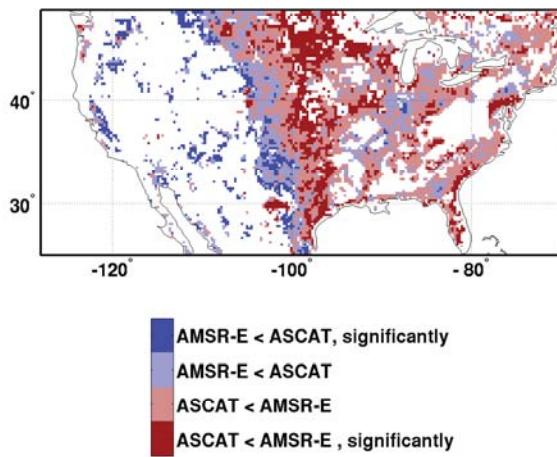 40°
30°
-120° -100° -80°
AMSR-E < ASCAT, significantly
AMSR-E < ASCAT
ASCAT < AMSR-E
ASCAT < AMSR-E , significantly